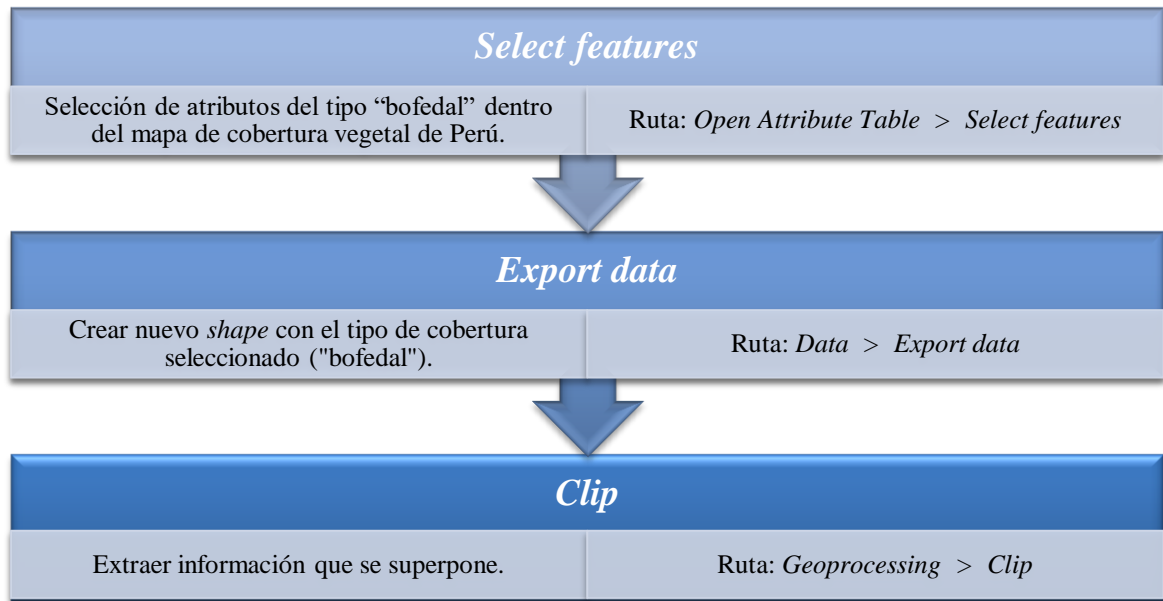 Select features
Selección de atributos del tipo “bofedal” dentro
del mapa de cobertura vegetal de Perú.
Ruta: Open Attribute Table > Select features
Export data
Crear nuevo shape con el tipo de cobertura
seleccionado ("bofedal").
Ruta: Data > Export data
Clip
Extraer información que se superpone.
Ruta: Geoprocessing > Clip